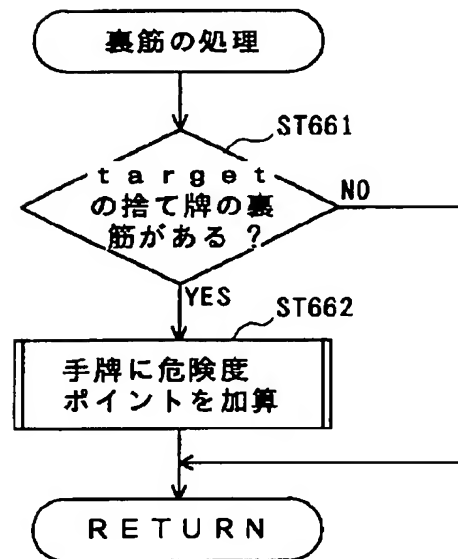 裏筋の処理
ST661
target
の捨て牌の裏
筋がある?
NO
YES
ST662
手牌に危険度
ポイントを加算
RETURN